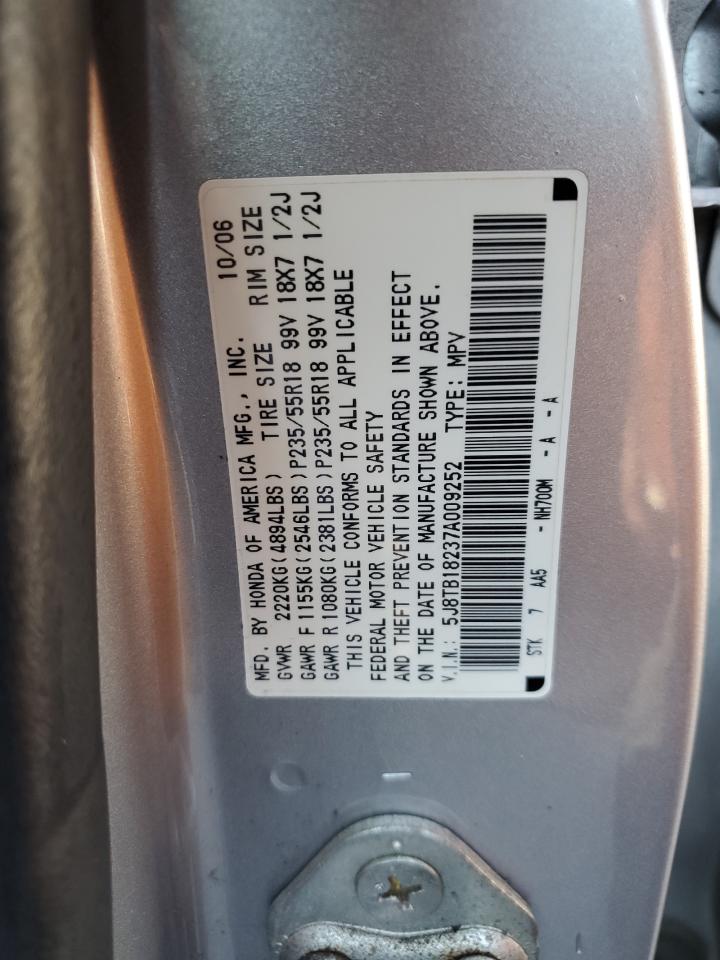 MFD. BY HONDA OF AMERICA MFG., INC. 10/06
GVWR 2220KG(4894LBS) TIRE SIZE RIM SIZE
GAWR F 1155KG(2546LBS) P235/55R18 99V 18X7 1/2J
GAWR R 1080KG(2381LBS) P235/55R18 99V 18X7 1/2J
THIS VEHICLE CONFORMS TO ALL APPLICABLE
FEDERAL MOTOR VEHICLE SAFETY
AND THEFT PREVENTION STANDARDS IN EFFECT
ON THE DATE OF MANUFACTURE SHOWN ABOVE.
V.I.N.: 5J8TB18237A009252 TYPE: MPV
STK 7 AA5 - NH700M - A - A